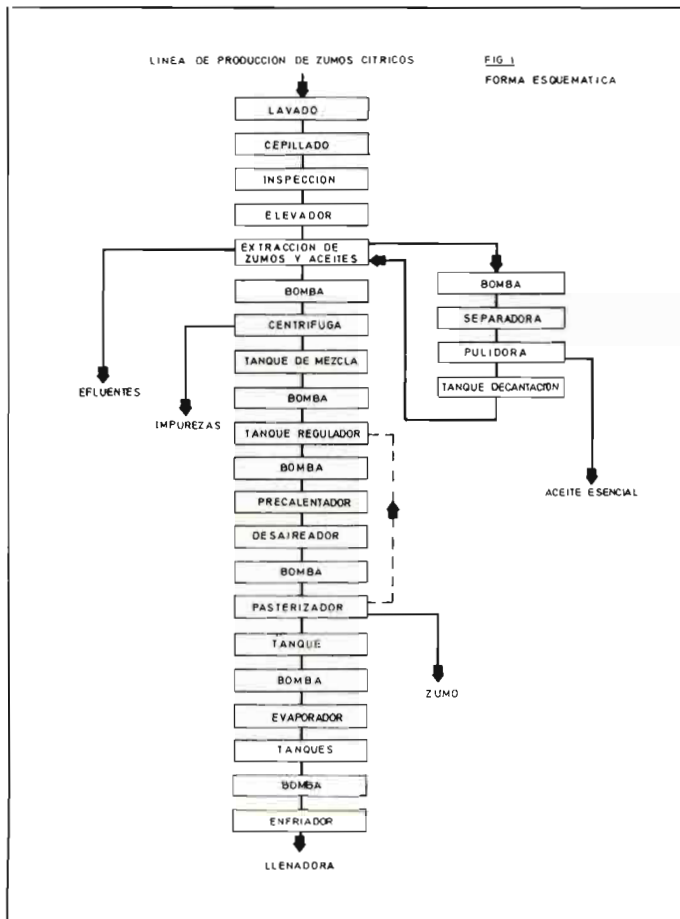 LINEA DE PRODUCCION DE ZUMOS CITRICOS
FIG 1
FORMA ESQUEMATICA
LAVADO
CEPILLADO
INSPECCION
ELEVADOR
EXTRACCION DE
ZUMOS Y ACEITES
BOMBA
CENTRIFUGA
TANQUE DE MEZCLA
BOMBA
TANQUE REGULADOR
BOMBA
PRECALENTADOR
DESAIREADOR
BOMBA
PASTERIZADOR
TANQUE
BOMBA
EVAPORADOR
TANQUES
BOMBA
ENFRIADOR
LLENADORA
EFLUENTES
IMPUREZAS
BOMBA
SEPARADORA
PULIDORA
TANQUE DECANTACION
ACEITE ESENCIAL
ZUMO